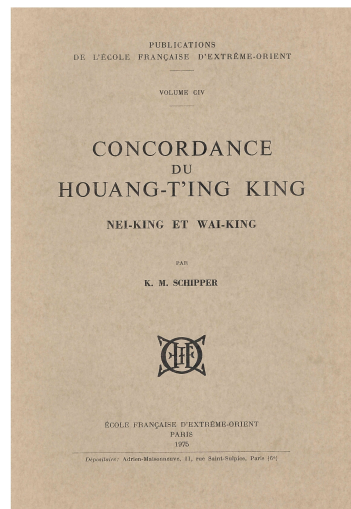 PUBLICATIONS
DE L'ÉCOLE FRANÇAISE D'EXTRÊME-ORIENT
VOLUME CIV
CONCORDANCE
DU
HOUANG-T'ING KING
NEI-KING ET WAI-KING
PAR
K. M. SCHIPPER
ÉCOLE FRANÇAISE D'EXTRÊME-ORIENT
PARIS
1975
Dépositaire: Adrien-Maisonneuve, 11, rue Saint-Sulpice, Paris (6e)